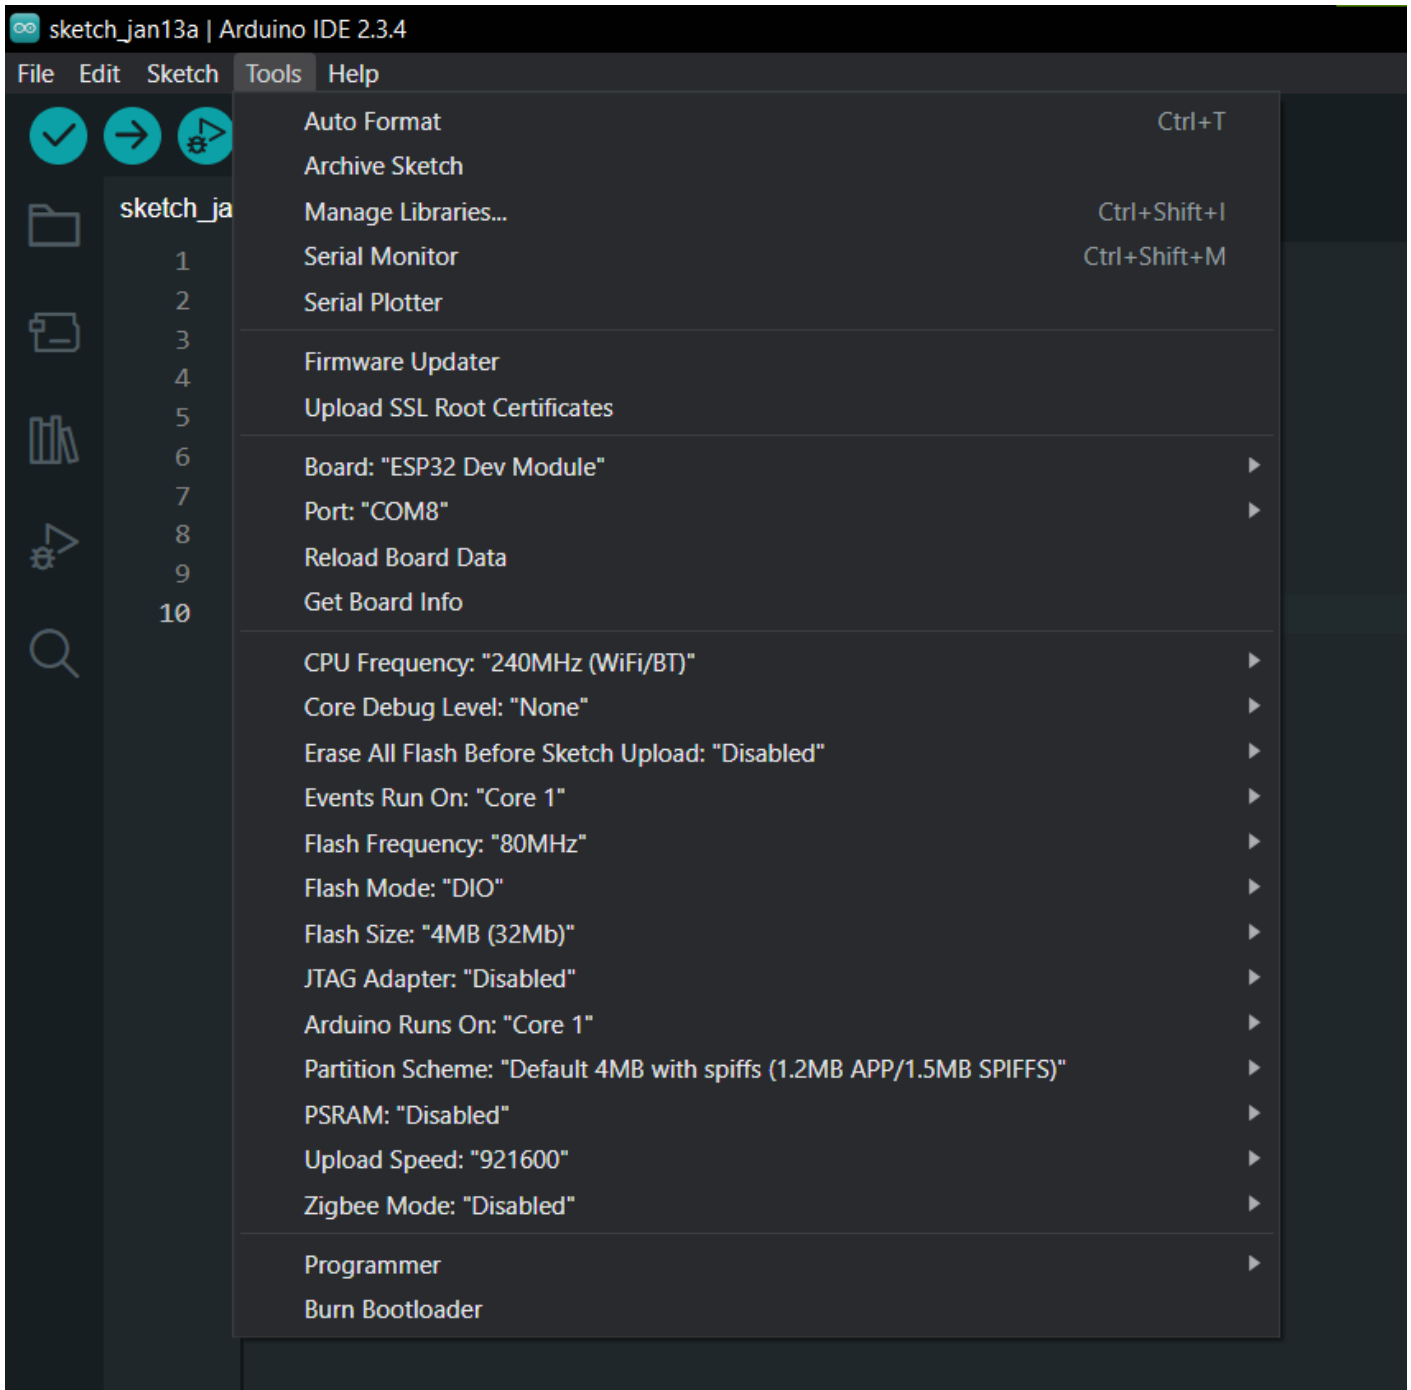 sketch_jan13a | Arduino IDE 2.3.4
File Edit Sketch Tools Help
Auto Format Ctrl+T
Archive Sketch
sketch_ja
Manage Libraries... Ctrl+Shift+I
Serial Monitor Ctrl+Shift+M
Serial Plotter
Firmware Updater
Upload SSL Root Certificates
Board: "ESP32 Dev Module"
Port: "COM8"
Reload Board Data
Get Board Info
CPU Frequency: "240MHz (WiFi/BT)"
Core Debug Level: "None"
Erase All Flash Before Sketch Upload: "Disabled"
Events Run On: "Core 1"
Flash Frequency: "80MHz"
Flash Mode: "DIO"
Flash Size: "4MB (32Mb)"
JTAG Adapter: "Disabled"
Arduino Runs On: "Core 1"
Partition Scheme: "Default 4MB with spiffs (1.2MB APP/1.5MB SPIFFS)"
PSRAM: "Disabled"
Upload Speed: "921600"
Zigbee Mode: "Disabled"
Programmer
Burn Bootloader
1
2
3
4
5
6
7
8
9
10